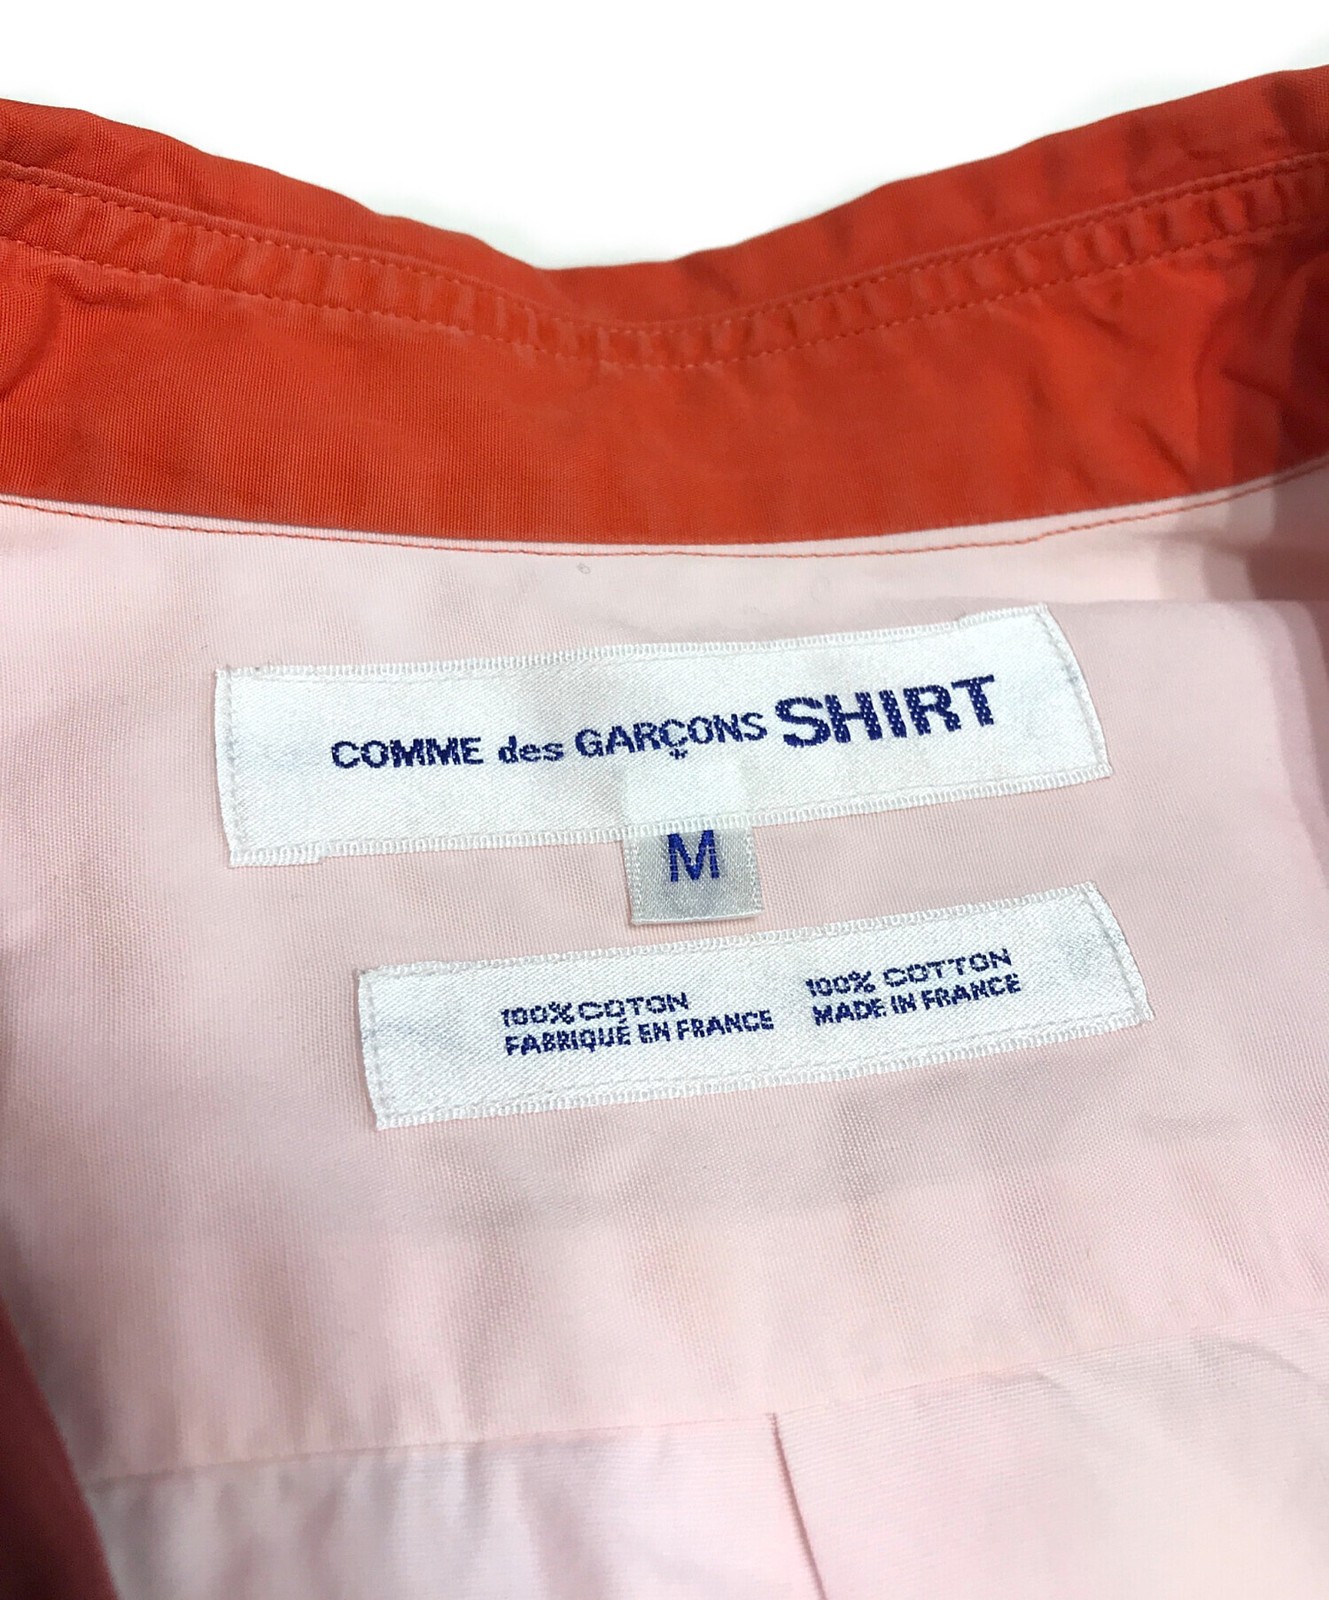 COMME des GARÇONS SHIRT
M
100% COTON
FABRIQUÉ EN FRANCE
100% COTTON
MADE IN FRANCE